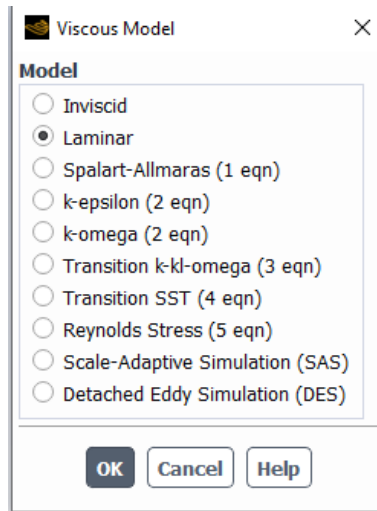 Viscous Model
Model
Inviscid
Laminar
Spalart-Allmaras (1 eqn)
k-epsilon (2 eqn)
k-omega (2 eqn)
Transition k-kl-omega (3 eqn)
Transition SST (4 eqn)
Reynolds Stress (5 eqn)
Scale-Adaptive Simulation (SAS)
Detached Eddy Simulation (DES)
OK Cancel Help